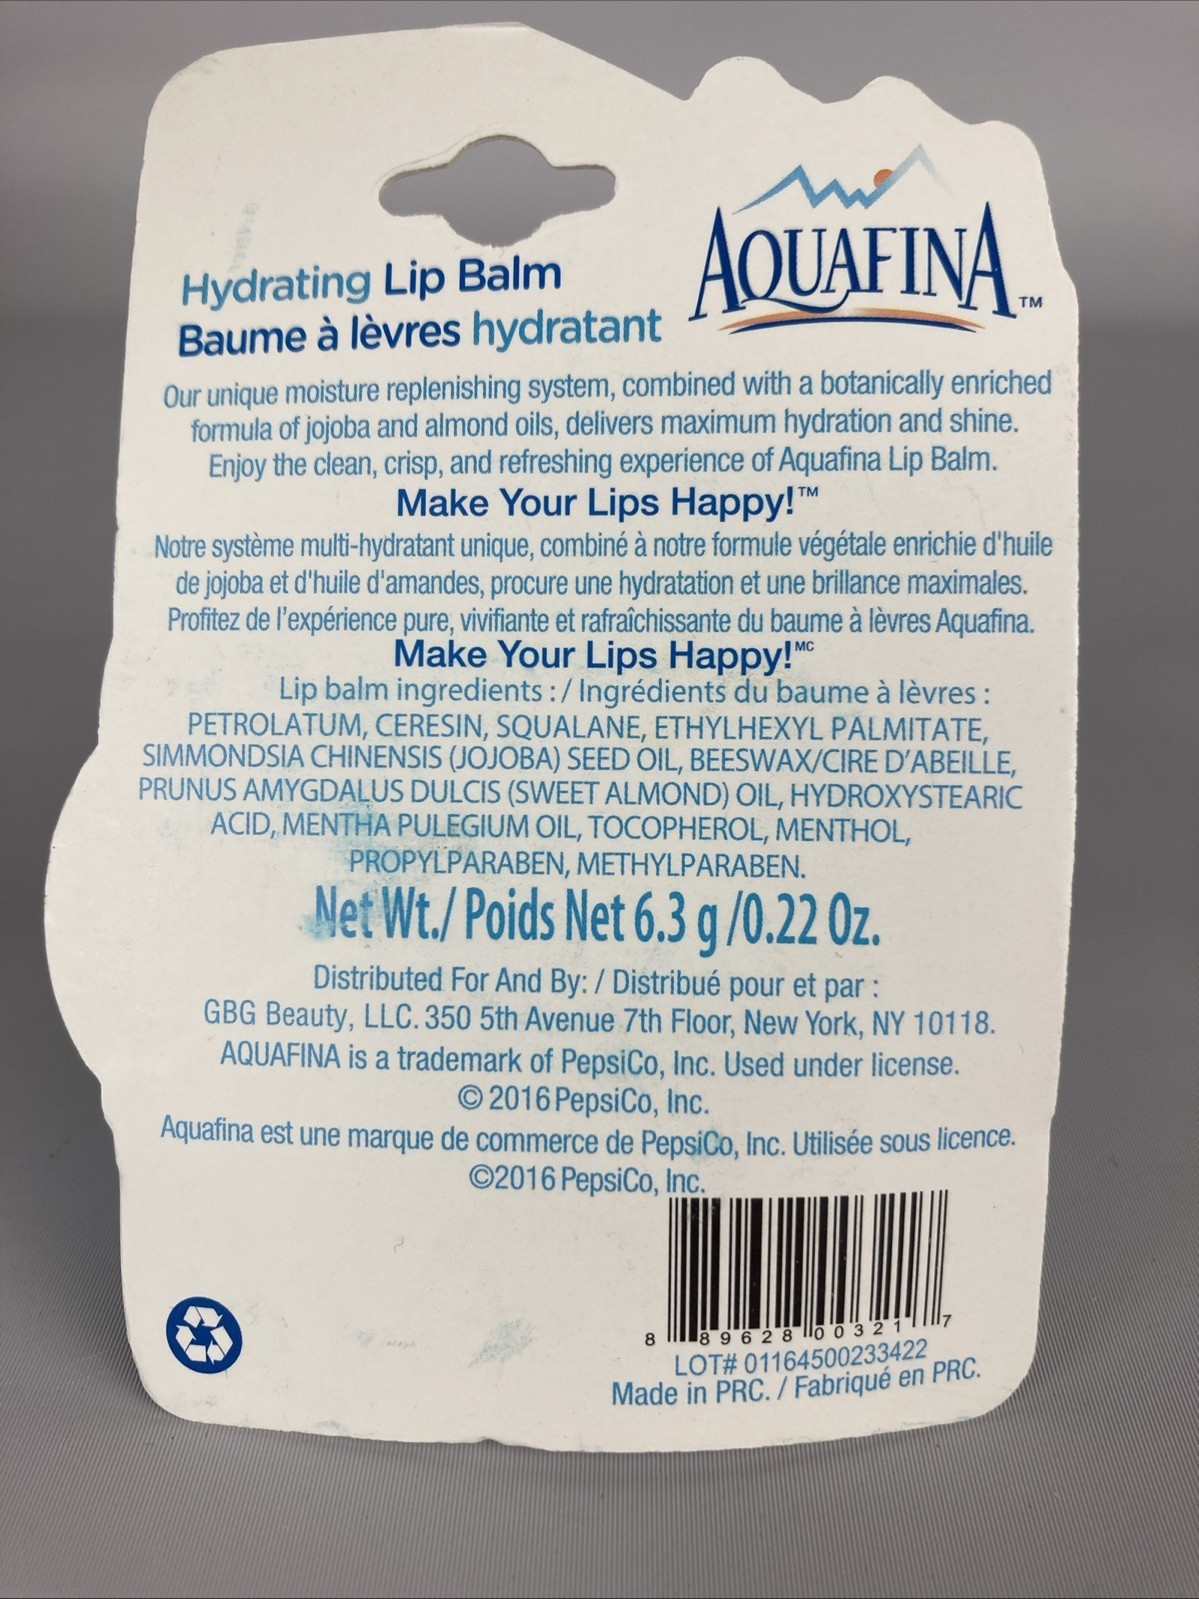 AQUAFINA™
Hydrating Lip Balm
Baume à lèvres hydratant
Our unique moisture replenishing system, combined with a botanically enriched
formula of jojoba and almond oils, delivers maximum hydration and shine.
Enjoy the clean, crisp, and refreshing experience of Aquafina Lip Balm.
Make Your Lips Happy!™
Notre système multi-hydratant unique, combiné à notre formule végétale enrichie d'huile
de jojoba et d'huile d'amandes, procure une hydratation et une brillance maximales.
Profitez de l'expérience pure, vivifiante et rafraîchissante du baume à lèvres Aquafina.
Make Your Lips Happy!MC
Lip balm ingredients : / Ingrédients du baume à lèvres :
PETROLATUM, CERESIN, SQUALANE, ETHYLHEXYL PALMITATE,
SIMMONDSIA CHINENSIS (JOJOBA) SEED OIL, BEESWAX/CIRE D'ABEILLE,
PRUNUS AMYGDALUS DULCIS (SWEET ALMOND) OIL, HYDROXYSTEARIC
ACID, MENTHA PULEGIUM OIL, TOCOPHEROL, MENTHOL,
PROPYLPARABEN, METHYLPARABEN.
Net Wt./ Poids Net 6.3 g /0.22 Oz.
Distributed For And By: / Distribué pour et par :
GBG Beauty, LLC. 350 5th Avenue 7th Floor, New York, NY 10118.
AQUAFINA is a trademark of PepsiCo, Inc. Used under license.
© 2016 PepsiCo, Inc.
Aquafina est une marque de commerce de PepsiCo, Inc. Utilisée sous licence.
©2016 PepsiCo, Inc.
8 89628 00321 7
LOT# 01164500233422
Made in PRC. / Fabriqué en PRC.